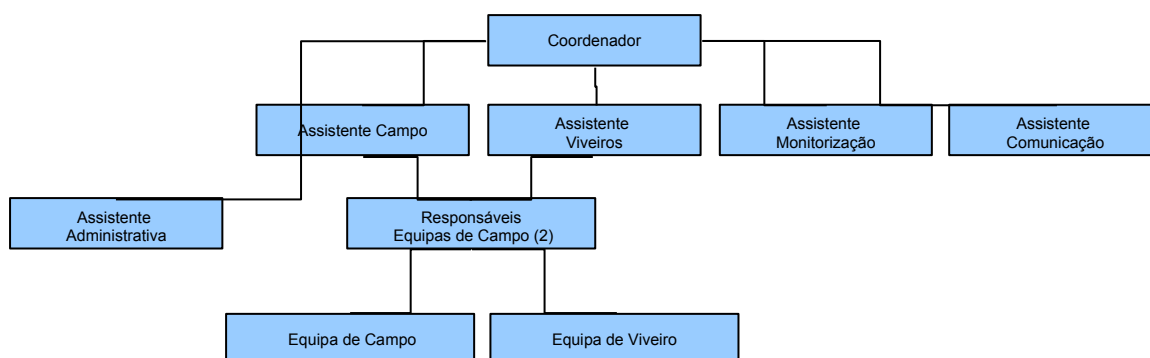 Coordenador
Assistente Campo
Assistente
Viveiros
Assistente
Monitorização
Assistente
Comunicação
Assistente
Administrativa
Responsáveis
Equipas de Campo (2)
Equipa de Campo
Equipa de Viveiro